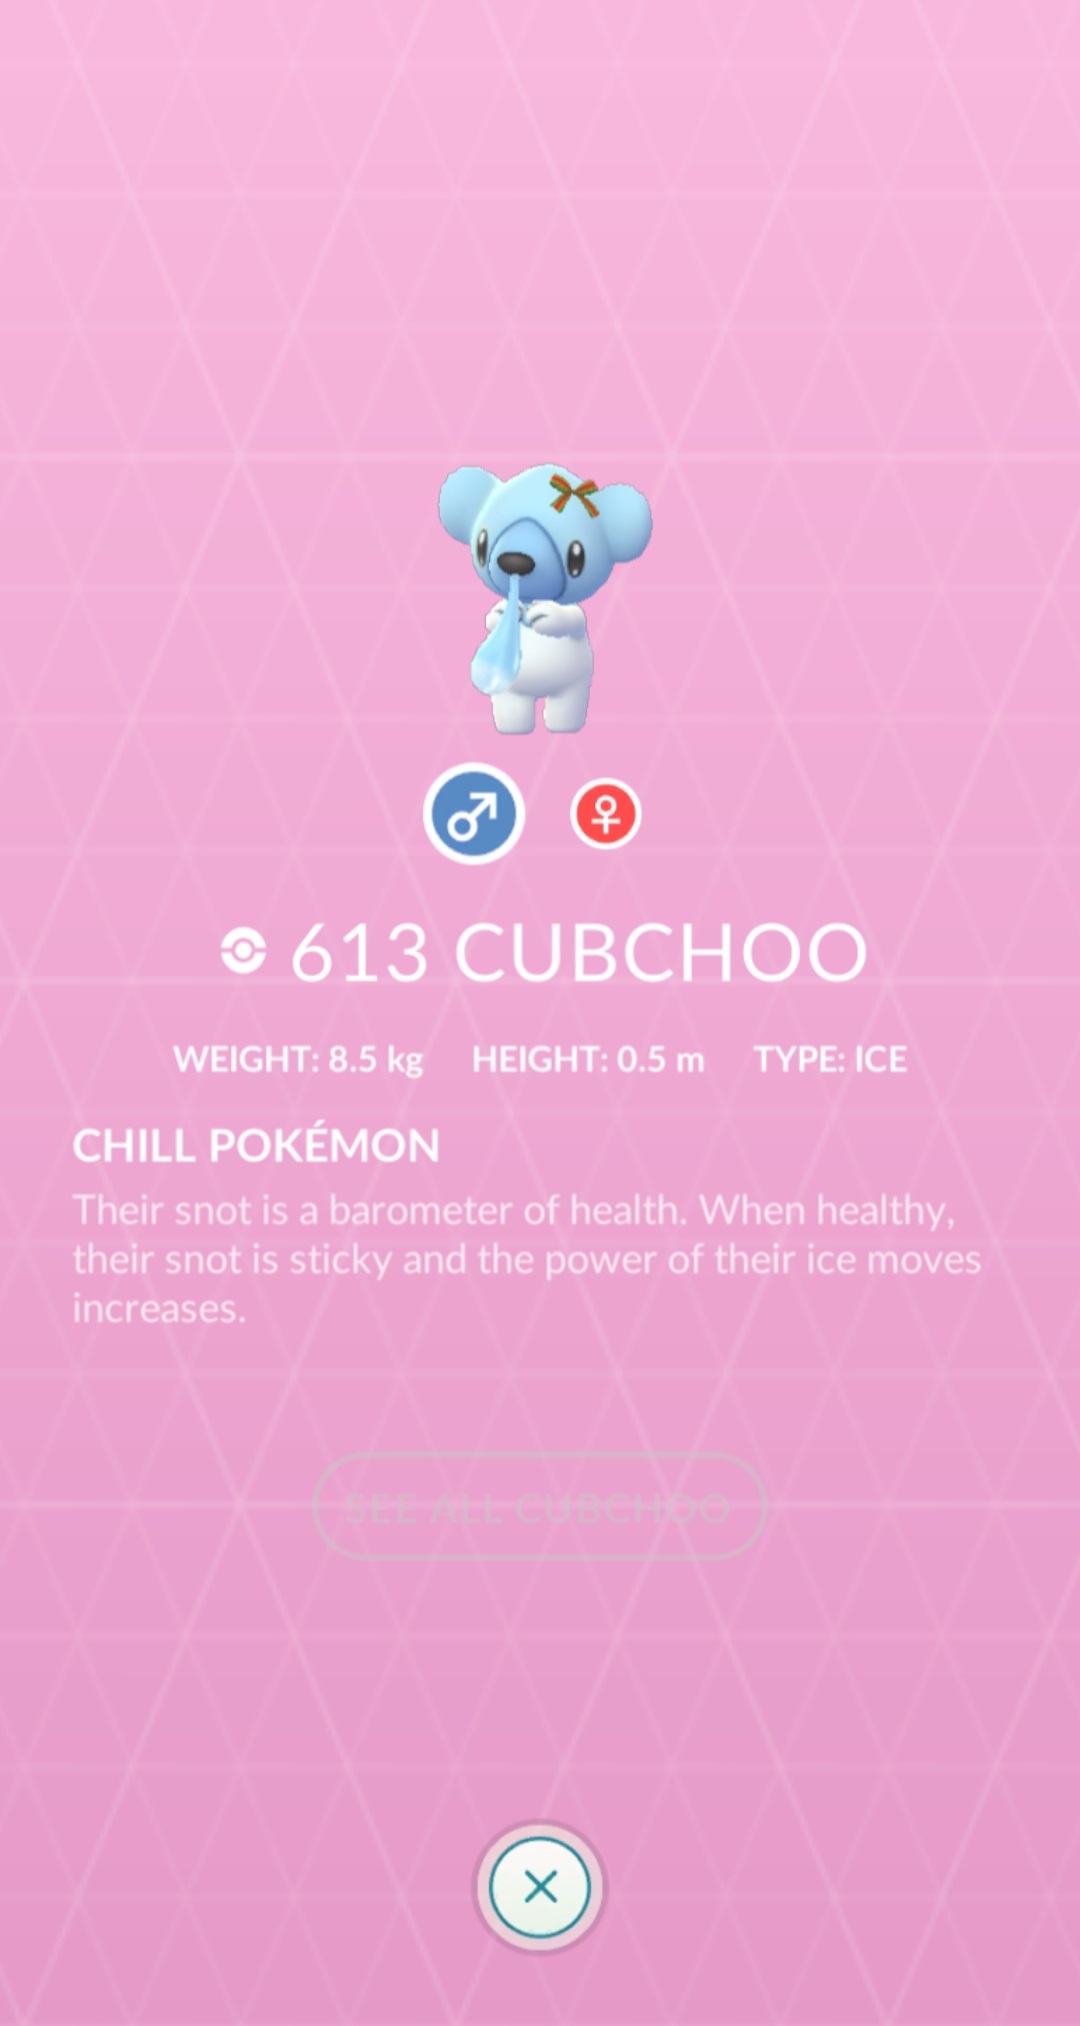 613 CUBCHOO
WEIGHT: 8.5 kg HEIGHT: 0.5 m TYPE: ICE
CHILL POKÉMON
Their snot is a barometer of health. When healthy,
their snot is sticky and the power of their ice moves
increases.
SEE ALL CUBCHOO